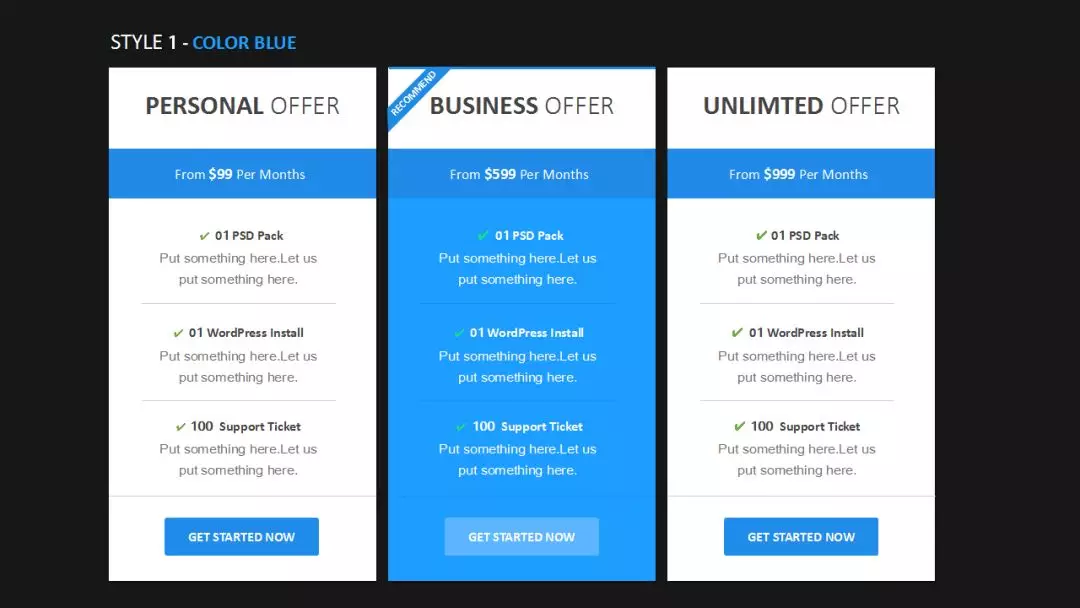 STYLE 1 - COLOR BLUE
PERSONAL OFFER
From $99 Per Months
✔ 01 PSD Pack
Put something here.Let us
put something here.
✔ 01 WordPress Install
Put something here.Let us
put something here.
✔ 100 Support Ticket
Put something here.Let us
put something here.
GET STARTED NOW
RECOMMEND
BUSINESS OFFER
From $599 Per Months
✔ 01 PSD Pack
Put something here.Let us
put something here.
✔ 01 WordPress Install
Put something here.Let us
put something here.
✔ 100 Support Ticket
Put something here.Let us
put something here.
GET STARTED NOW
UNLIMTED OFFER
From $999 Per Months
✔ 01 PSD Pack
Put something here.Let us
put something here.
✔ 01 WordPress Install
Put something here.Let us
put something here.
✔ 100 Support Ticket
Put something here.Let us
put something here.
GET STARTED NOW